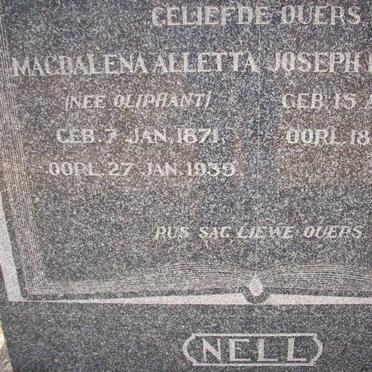 GELIEFDE OUERS
MAGDALENA ALLETTA JOSEPH
(NEE OLIPHANT) GEB. 15
GEB. 7 JAN. 1871. OORL. 18
OORL. 27 JAN. 1939.
RUS SAG LIEWE OUERS
NELL